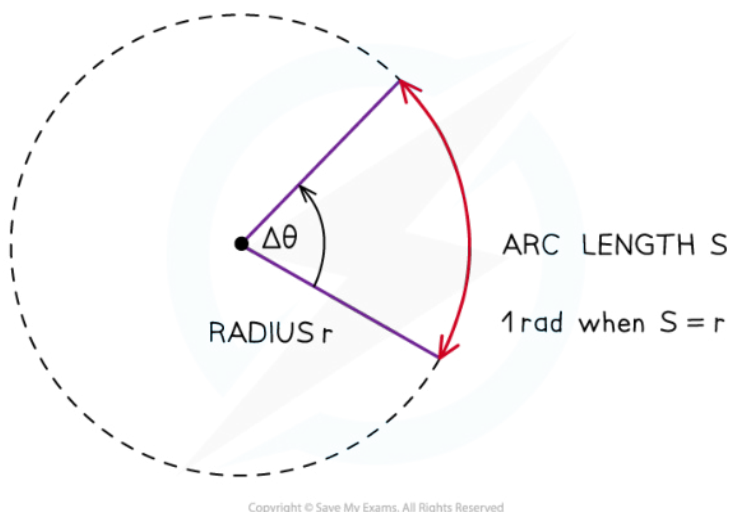 Δθ
ARC LENGTH S
RADIUS r
1 rad when S = r
Copyright © Save My Exams. All Rights Reserved